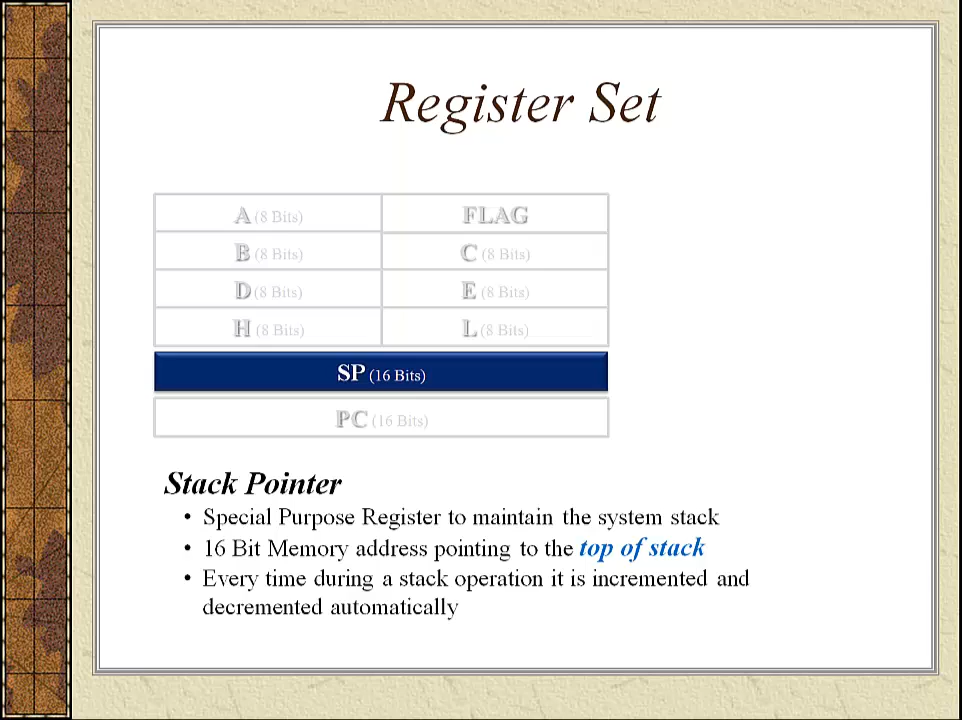 Register Set
A (8 Bits) FLAG
B (8 Bits) C (8 Bits)
D (8 Bits) E (8 Bits)
H (8 Bits) L (8 Bits)
SP (16 Bits)
PC (16 Bits)
Stack Pointer
• Special Purpose Register to maintain the system stack
• 16 Bit Memory address pointing to the top of stack
• Every time during a stack operation it is incremented and
decremented automatically